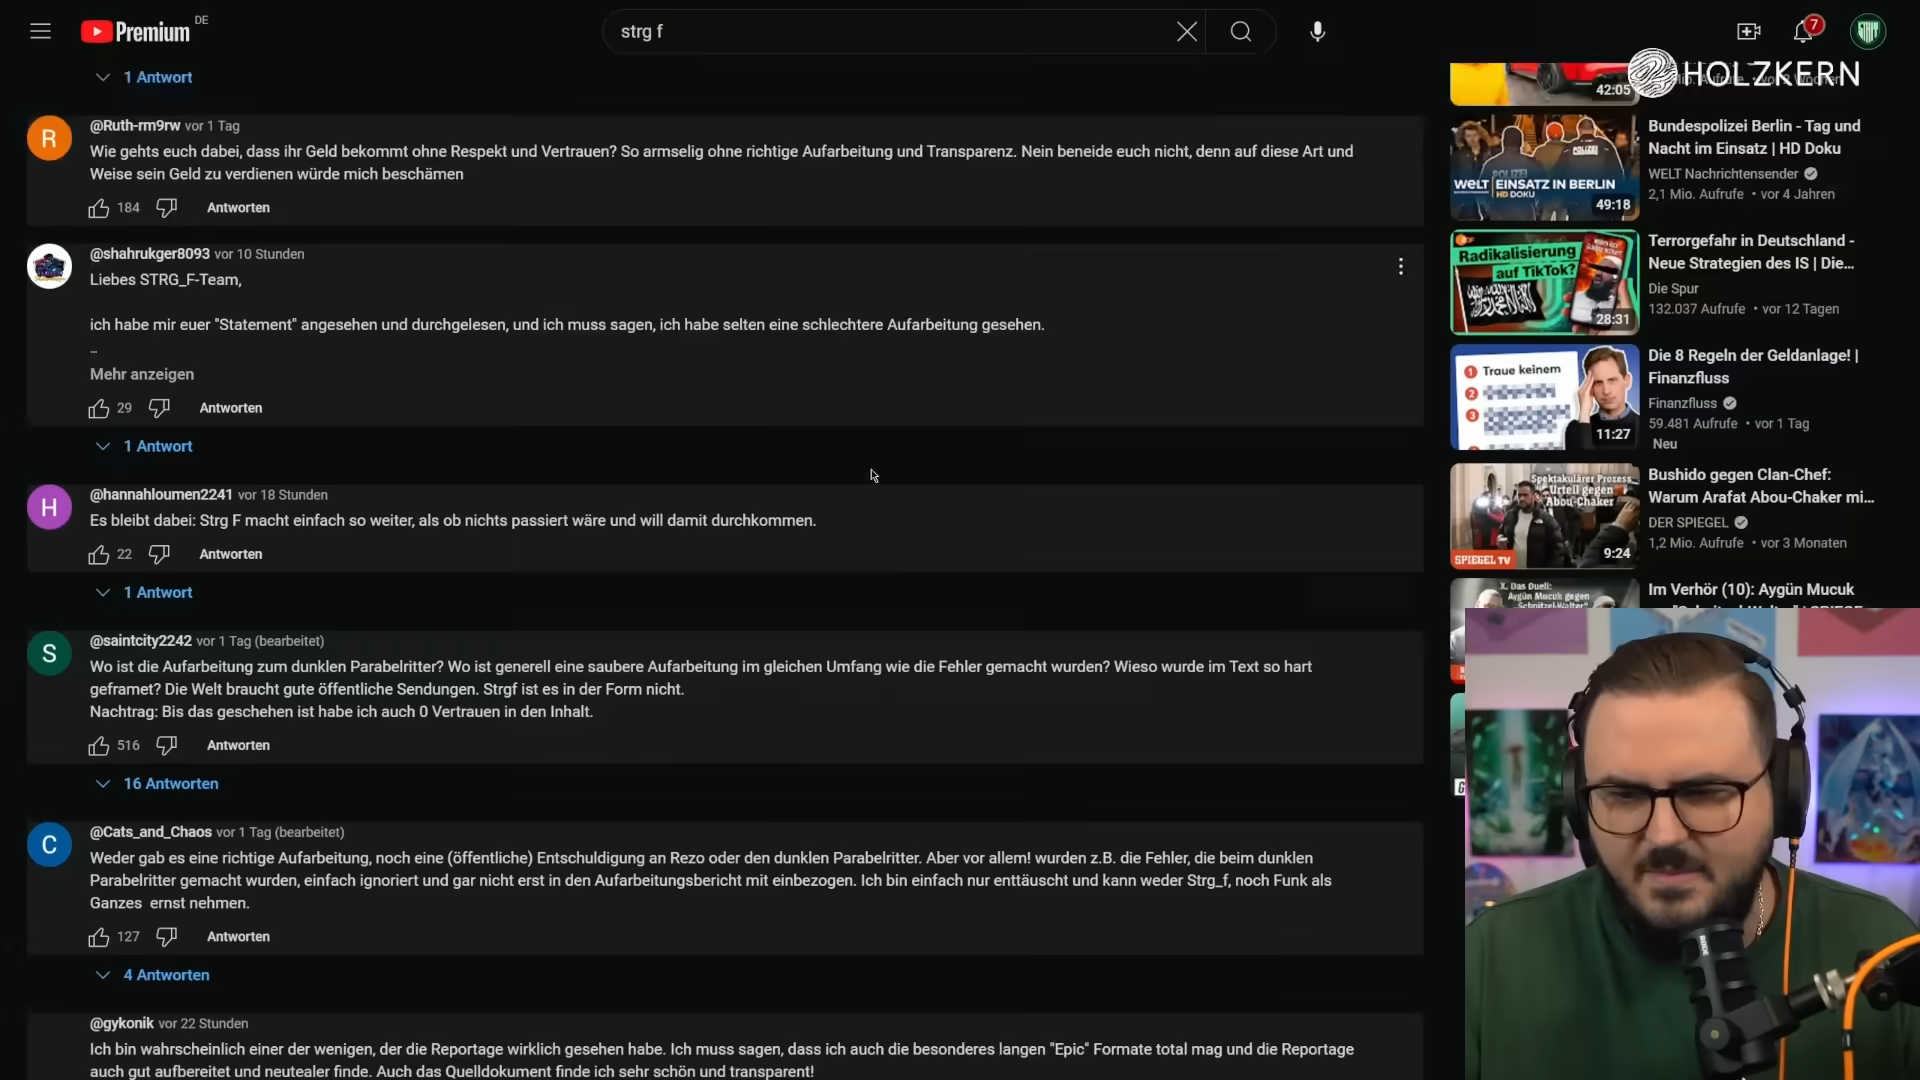 Premium DE
strg f
7
HOLZKERN
1 Antwort
R
@Ruth-rm9rw vor 1 Tag
Wie gehts euch dabei, dass ihr Geld bekommt ohne Respekt und Vertrauen? So armselig ohne richtige Aufarbeitung und Transparenz. Nein beneide euch nicht, denn auf diese Art und
Weise sein Geld zu verdienen würde mich beschämen
184 Antworten
@shahrukger8093 vor 10 Stunden
Liebes STRG_F-Team,
ich habe mir euer "Statement" angesehen und durchgelesen, und ich muss sagen, ich habe selten eine schlechtere Aufarbeitung gesehen.
...
Mehr anzeigen
29 Antworten
1 Antwort
H
@hannahloumen2241 vor 18 Stunden
Es bleibt dabei: Strg F macht einfach so weiter, als ob nichts passiert wäre und will damit durchkommen.
22 Antworten
1 Antwort
S
@saintcity2242 vor 1 Tag (bearbeitet)
Wo ist die Aufarbeitung zum dunklen Parabelritter? Wo ist generell eine saubere Aufarbeitung im gleichen Umfang wie die Fehler gemacht wurden? Wieso wurde im Text so hart
geframet? Die Welt braucht gute öffentliche Sendungen. Strgf ist es in der Form nicht.
Nachtrag: Bis das geschehen ist habe ich auch 0 Vertrauen in den Inhalt.
516 Antworten
16 Antworten
C
@Cats_and_Chaos vor 1 Tag (bearbeitet)
Weder gab es eine richtige Aufarbeitung, noch eine (öffentliche) Entschuldigung an Rezo oder den dunklen Parabelritter. Aber vor allem! wurden z.B. die Fehler, die beim dunklen
Parabelritter gemacht wurden, einfach ignoriert und gar nicht erst in den Aufarbeitungsbericht mit einbezogen. Ich bin einfach nur enttäuscht und kann weder Strg_f, noch Funk als
Ganzes ernst nehmen.
127 Antworten
4 Antworten
@gykonik vor 22 Stunden
Ich bin wahrscheinlich einer der wenigen, der die Reportage wirklich gesehen habe. Ich muss sagen, dass ich auch die besonderes langen "Epic" Formate total mag und die Reportage
auch gut aufbereitet und neutealer finde. Auch das Quelldokument finde ich sehr schön und transparent!
42:05
POLIZEI
WELT EINSATZ IN BERLIN
HD DOKU
49:18
Bundespolizei Berlin - Tag und
Nacht im Einsatz | HD Doku
WELT Nachrichtensender
2,1 Mio. Aufrufe • vor 4 Jahren
Radikalisierung
auf TikTok?
28:31
Terrorgefahr in Deutschland -
Neue Strategien des IS | Die...
Die Spur
132.037 Aufrufe • vor 12 Tagen
1 Traue keinem
2
3
11:27
Die 8 Regeln der Geldanlage! |
Finanzfluss
Finanzfluss
59.481 Aufrufe • vor 1 Tag
Neu
Spektakulärer Prozess
Urteil gegen
Abou-Chaker
SPIEGEL TV
9:24
Bushido gegen Clan-Chef:
Warum Arafat Abou-Chaker mi...
DER SPIEGEL
1,2 Mio. Aufrufe • vor 3 Monaten
X. Das Duell:
Aygün Mucuk gegen
Im Verhör (10): Aygün Mucuk
RØDE